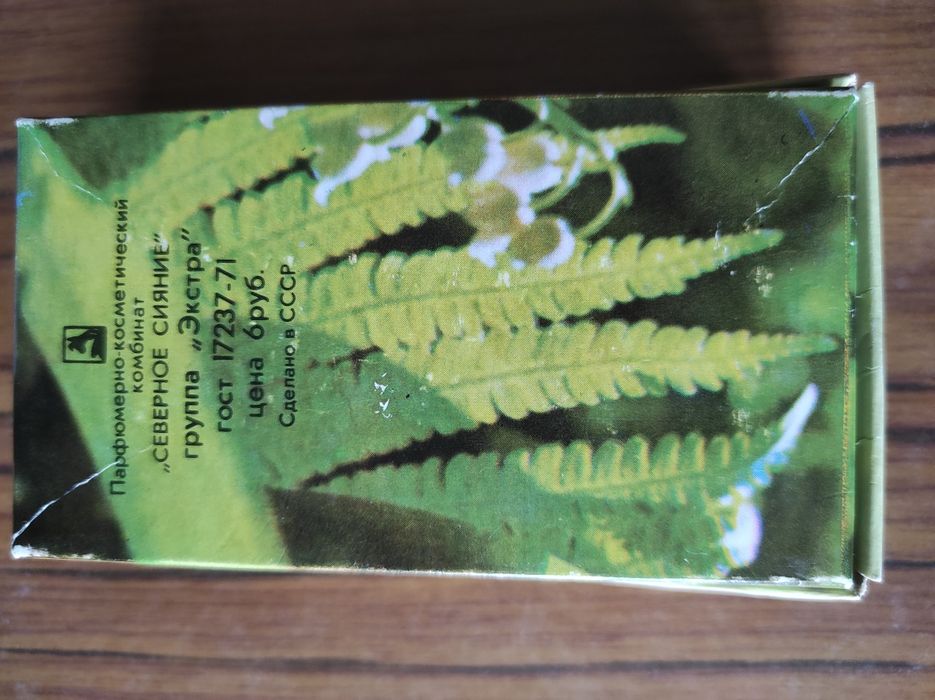 Парфюмерно-косметический
комбинат
„СЕВЕРНОЕ СИЯНИЕ"
группа „Экстра"
гост 17237-71
цена 6руб.
Сделано в СССР